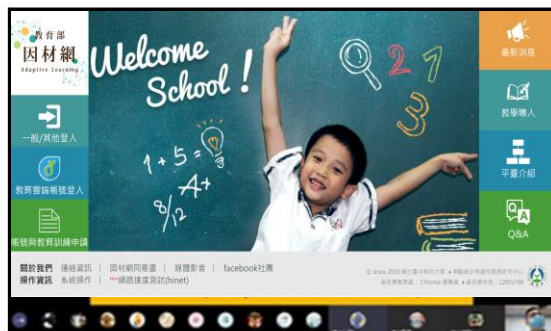 教育部
因材網
Adaptive Learning
一般/其他登入
教育雲端帳號登入
帳號與教育訓練申請
Welcome
School !
1 + 5 =
A+
8/12
2 7
3
最新消息
教學導入
平臺介紹
Q&A
關於我們 連絡資訊 | 因材網同意書 | 媒體影音 | facebook社團
操作資訊 系統操作 | 網路速度測試(hinet)